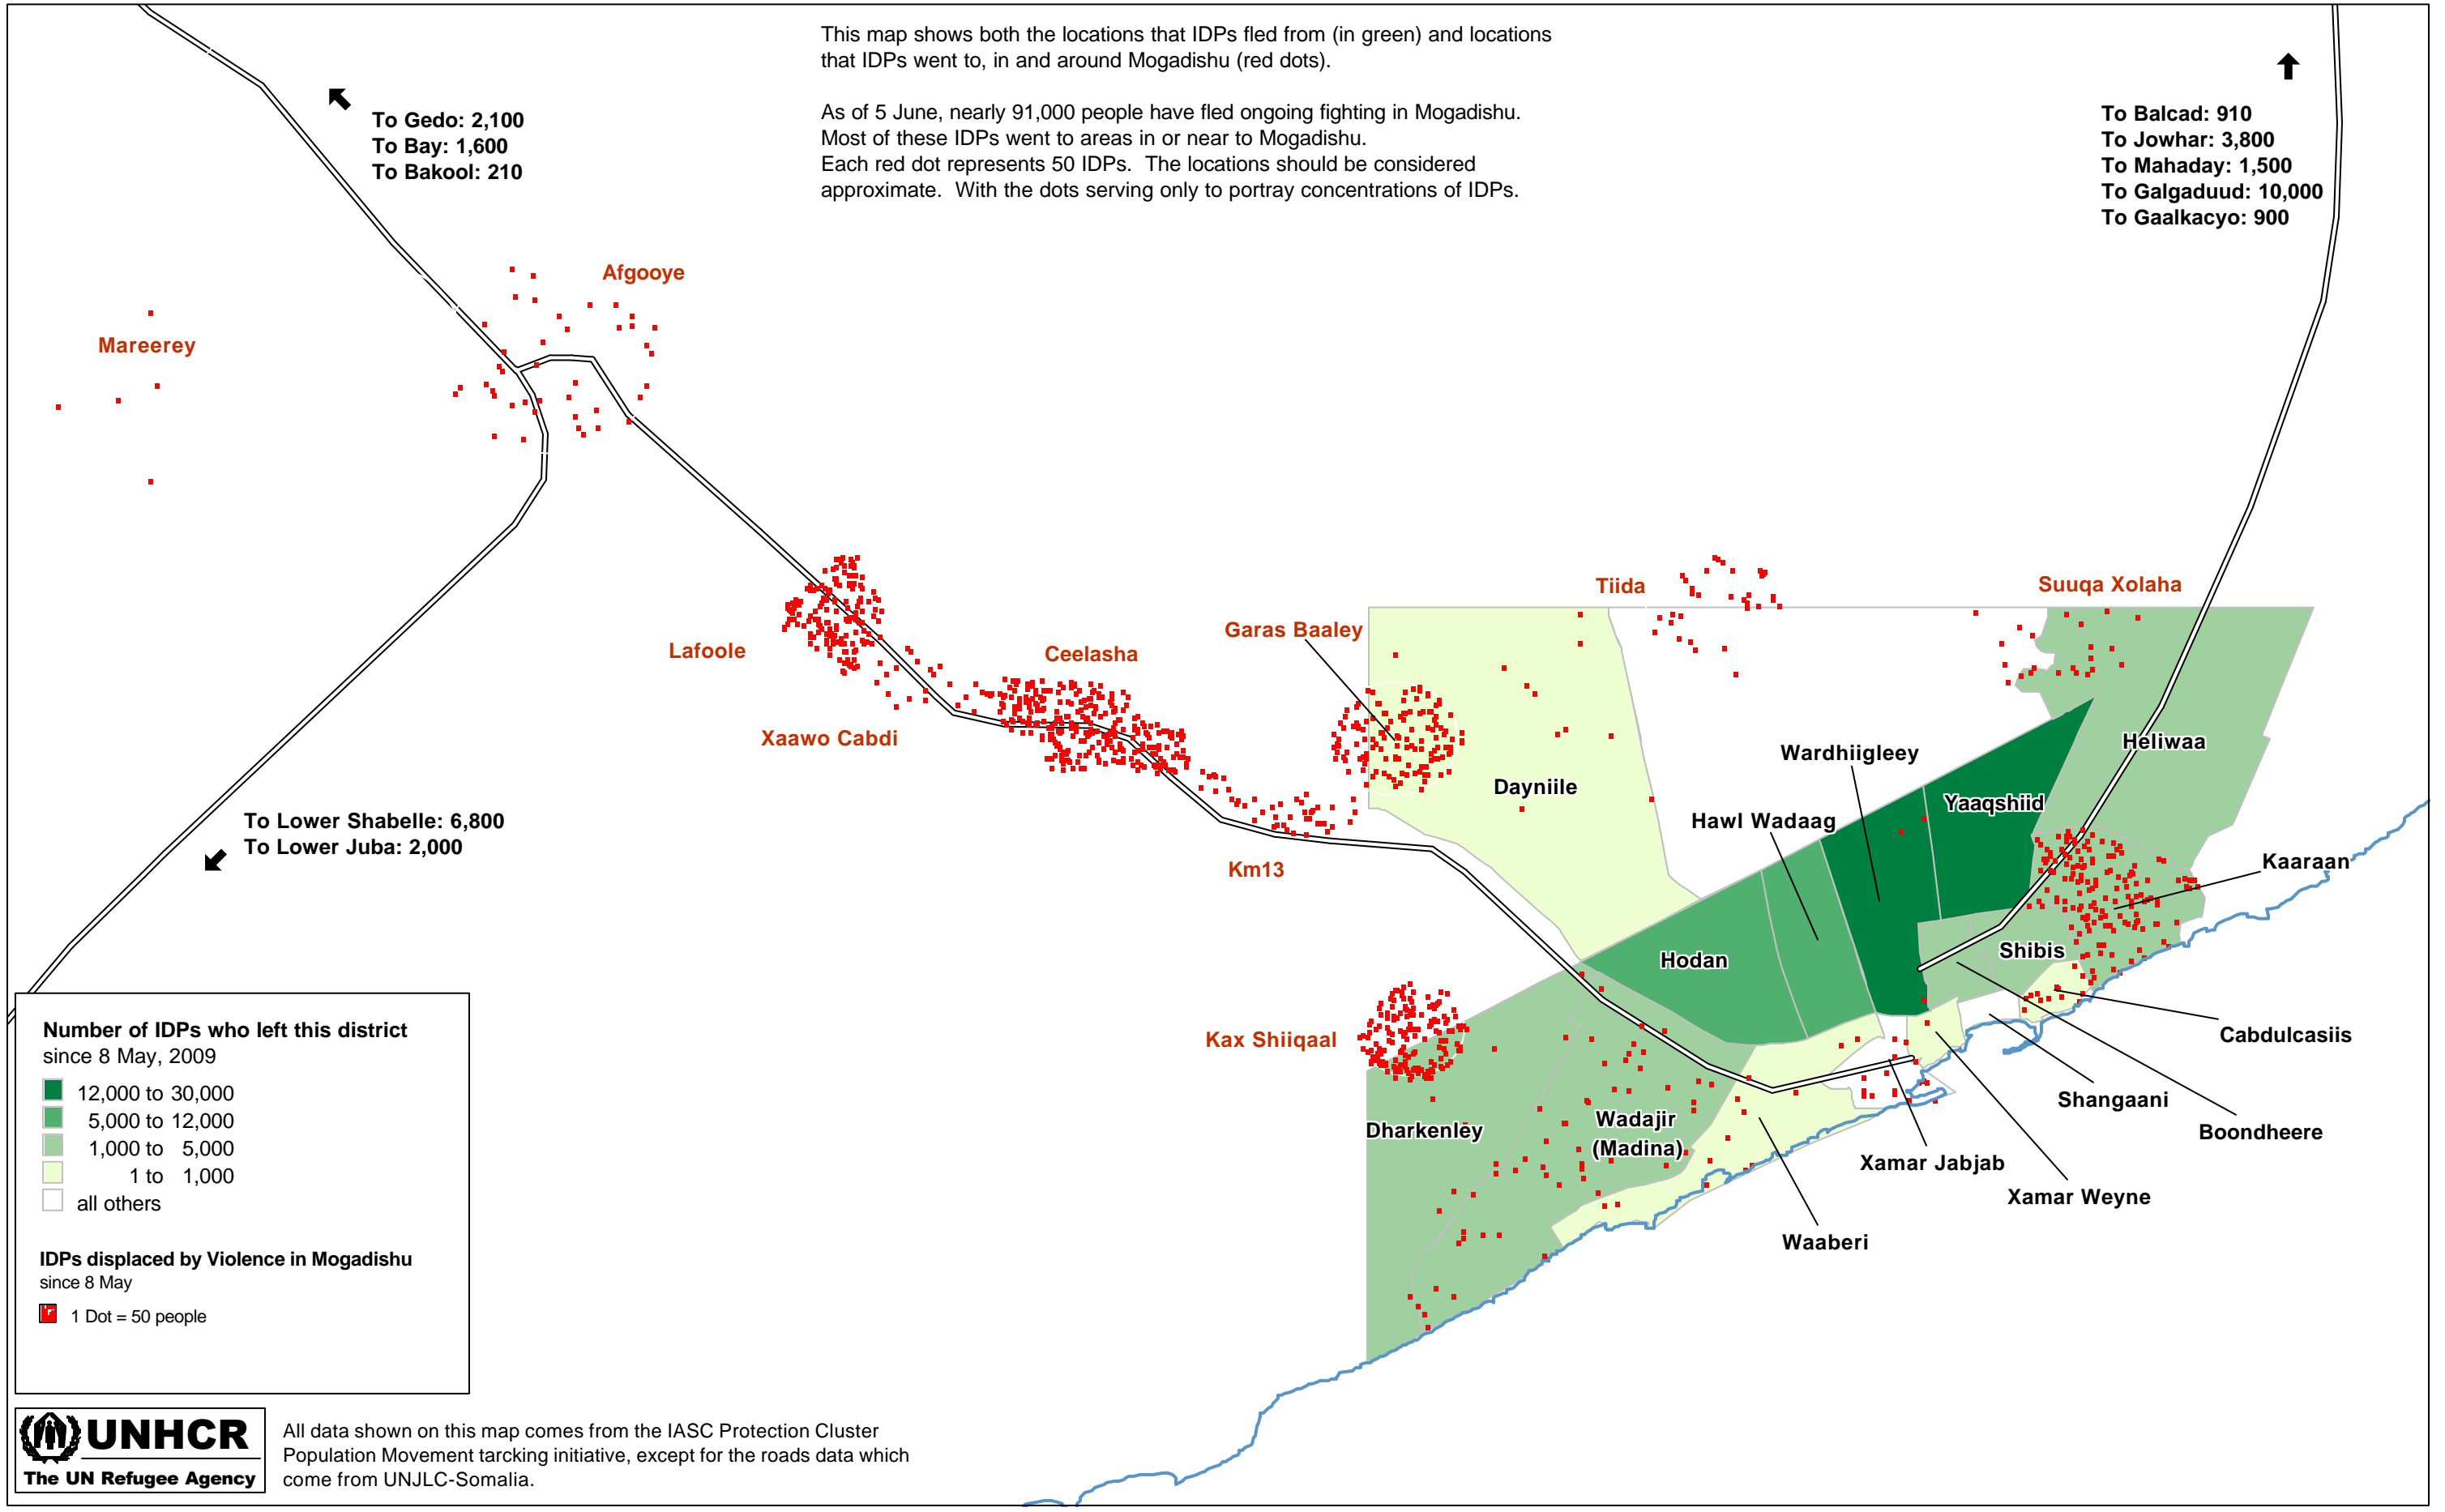 This map shows both the locations that IDPs fled from (in green) and locations
that IDPs went to, in and around Mogadishu (red dots).
As of 5 June, nearly 91,000 people have fled ongoing fighting in Mogadishu.
Most of these IDPs went to areas in or near to Mogadishu.
Each red dot represents 50 IDPs. The locations should be considered
approximate. With the dots serving only to portray concentrations of IDPs.
To Gedo: 2,100
To Bay: 1,600
To Bakool: 210
To Balcad: 910
To Jowhar: 3,800
To Mahaday: 1,500
To Galgaduud: 10,000
To Gaalkacyo: 900
Afgooye
Mareerey
Tiida
Suuqa Xolaha
Garas Baaley
Lafoole
Ceelasha
Xaawo Cabdi
Heliwaa
Wardhiigleey
Dayniile
Yaaqshiid
Hawl Wadaag
To Lower Shabelle: 6,800
To Lower Juba: 2,000
Km13
Kaaraan
Shibis
Hodan
Kax Shiiqaal
Cabdulcasiis
Shangaani
Dharkenley
Wadajir
(Madina)
Boondheere
Xamar Jabjab
Xamar Weyne
Waaberi
Number of IDPs who left this district
since 8 May, 2009
12,000 to 30,000
5,000 to 12,000
1,000 to 5,000
1 to 1,000
all others
IDPs displaced by Violence in Mogadishu
since 8 May
1 Dot = 50 people
UNHCR
The UN Refugee Agency
All data shown on this map comes from the IASC Protection Cluster
Population Movement tarcking initiative, except for the roads data which
come from UNJLC-Somalia.